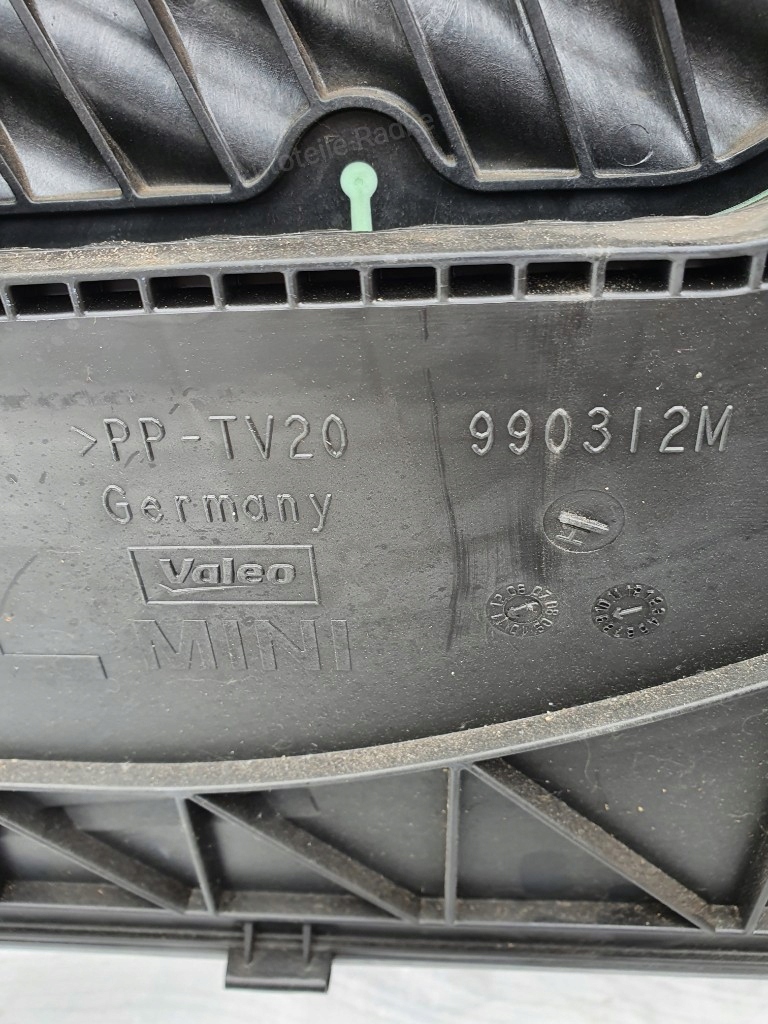 >PP-TV20
990312M
Germany
Valeo
MINI